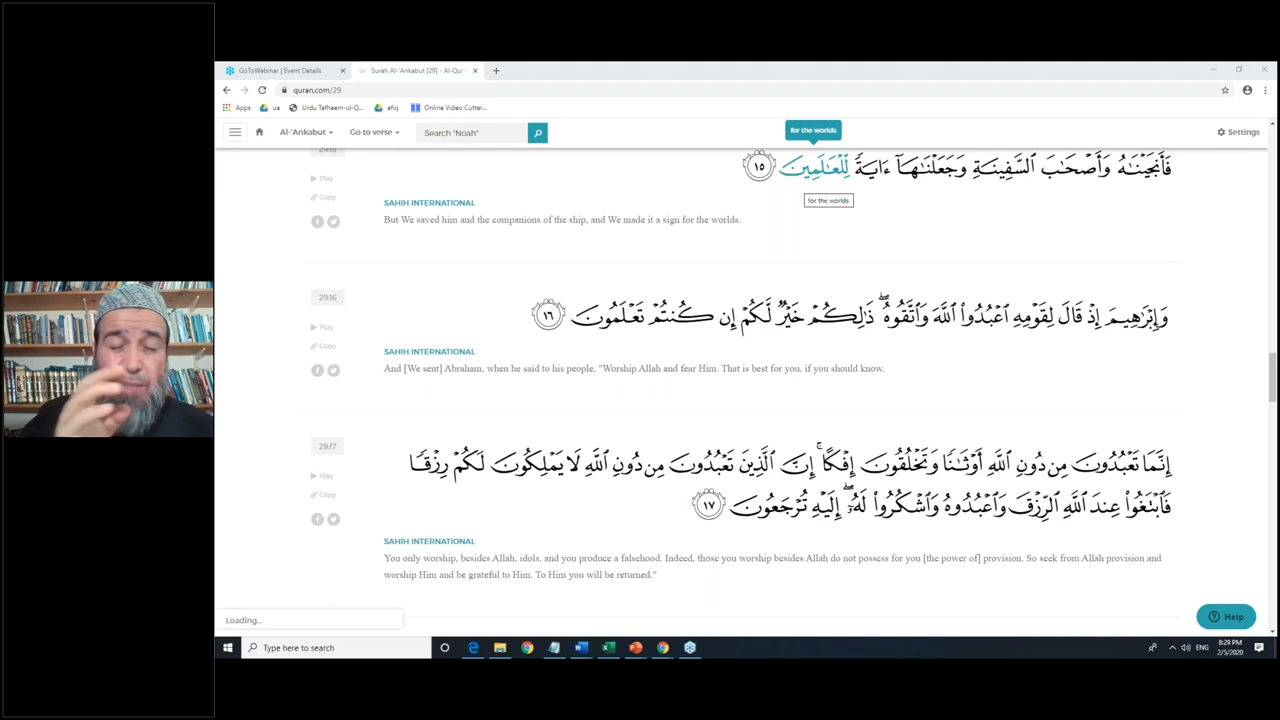 GoToWebinar | Event Details
Surah Al-'Ankabut [29] - Al-Qur'
quran.com/29
Apps
ua
Urdu Tafheem-ul-Q...
efiq
Online Video Cutter...
Al-'Ankabut
Go to verse
Search "Noah"
Settings
for the worlds
29:15
فَأَنجَيْنَـٰهُ وَأَصْحَـٰبَ ٱلسَّفِينَةِ وَجَعَلْنَـٰهَآ ءَايَةً لِّلْعَـٰلَمِينَ ١٥
for the worlds
Play
Copy
SAHIH INTERNATIONAL
But We saved him and the companions of the ship, and We made it a sign for the worlds.
29:16
وَإِبْرَٰهِيمَ إِذْ قَالَ لِقَوْمِهِ ٱعْبُدُوا۟ ٱللَّهَ وَٱتَّقُوهُ ۖ ذَٰلِكُمْ خَيْرٌ لَّكُمْ إِن كُنتُمْ تَعْلَمُونَ ١٦
Play
Copy
SAHIH INTERNATIONAL
And [We sent] Abraham, when he said to his people, "Worship Allah and fear Him. That is best for you, if you should know.
29:17
إِنَّمَا تَعْبُدُونَ مِن دُونِ ٱللَّهِ أَوْثَـٰنًا وَتَخْلُقُونَ إِفْكًا ۚ إِنَّ ٱلَّذِينَ تَعْبُدُونَ مِن دُونِ ٱللَّهِ لَا يَمْلِكُونَ لَكُمْ رِزْقًا
فَٱبْتَغُوا۟ عِندَ ٱللَّهِ ٱلرِّزْقَ وَٱعْبُدُوهُ وَٱشْكُرُوا۟ لَهُۥٓ ۖ إِلَيْهِ تُرْجَعُونَ ١٧
Play
Copy
SAHIH INTERNATIONAL
You only worship, besides Allah, idols, and you produce a falsehood. Indeed, those you worship besides Allah do not possess for you [the power of] provision. So seek from Allah provision and
worship Him and be grateful to Him. To Him you will be returned."
Loading...
Help
Type here to search
ENG
8:29 PM
2/5/2020